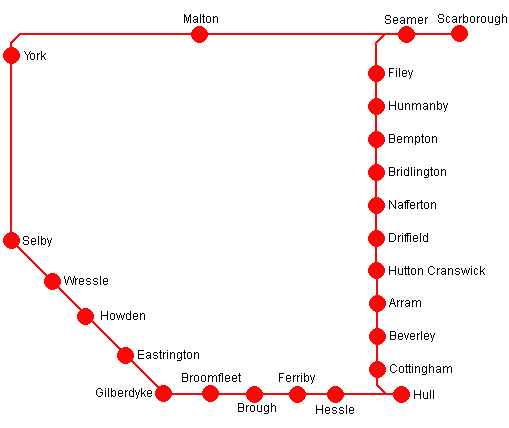 Malton
Seamer
Scarborough
York
Filey
Hunmanby
Bempton
Bridlington
Nafferton
Driffield
Selby
Hutton Cranswick
Wressle
Arram
Howden
Beverley
Eastrington
Cottingham
Gilberdyke
Broomfleet
Ferriby
Hull
Brough
Hessle